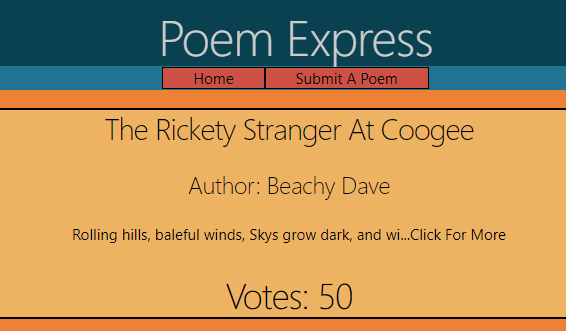 Poem Express
Home Submit A Poem
The Rickety Stranger At Coogee
Author: Beachy Dave
Rolling hills, baleful winds, Skys grow dark, and wi...Click For More
Votes: 50